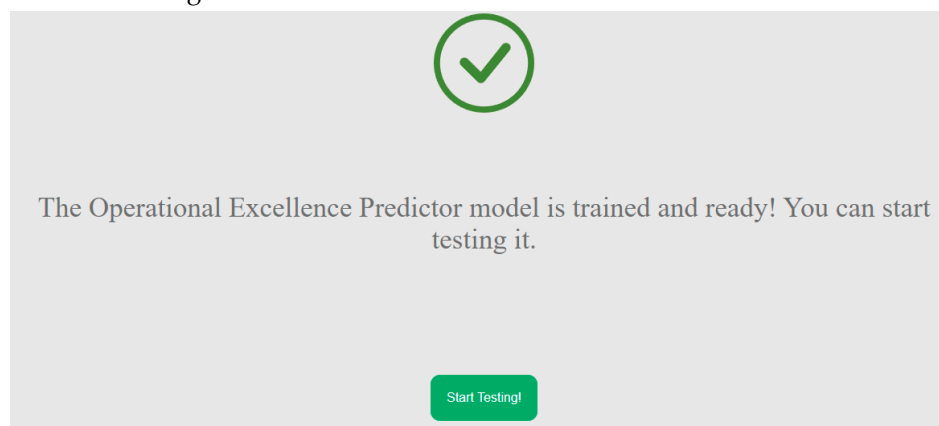 The Operational Excellence Predictor model is trained and ready! You can start
testing it.
Start Testing!